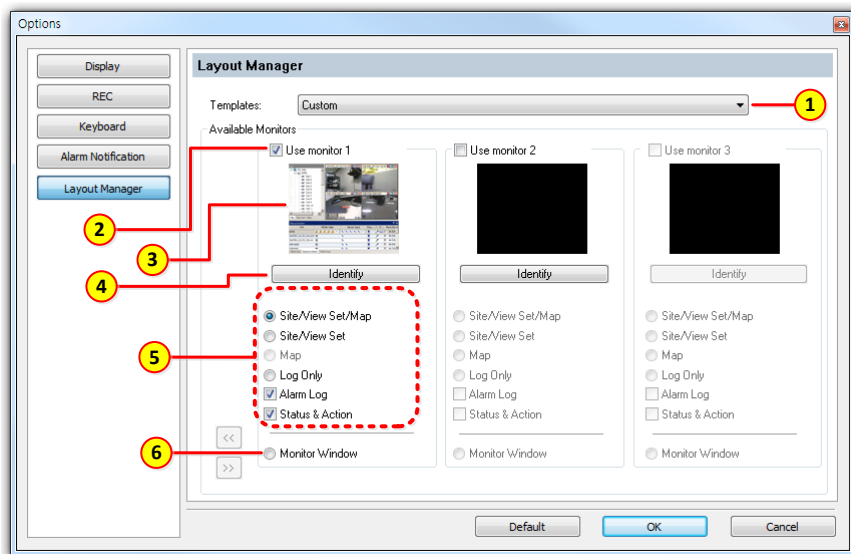 Options
Display
REC
Keyboard
Alarm Notification
Layout Manager
Layout Manager
Templates: Custom
1
Available Monitors
2
Use monitor 1
Use monitor 2
Use monitor 3
3
4
Identify
Identify
Identify
5
Site/View Set/Map
Site/View Set
Map
Log Only
Alarm Log
Status & Action
Site/View Set/Map
Site/View Set
Map
Log Only
Alarm Log
Status & Action
Site/View Set/Map
Site/View Set
Map
Log Only
Alarm Log
Status & Action
<<
>>
6
Monitor Window
Monitor Window
Monitor Window
Default
OK
Cancel